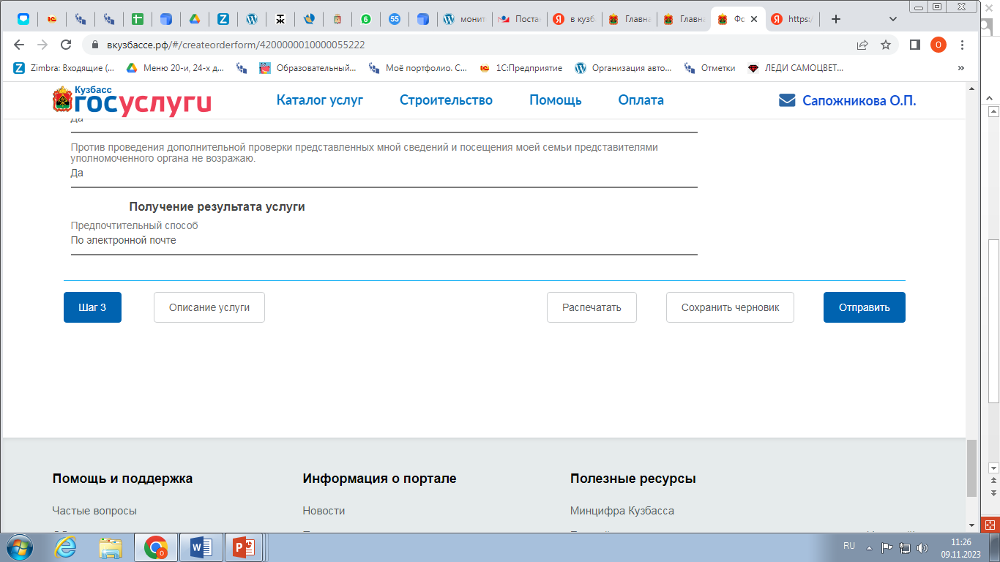 монит
Постан
в кузб
Главна
Главна
Фо
https:/
вкузбассе.рф/#/createorderform/4200000010000055222
Zimbra: Входящие (...
Меню 20-и, 24-х д...
Образовательный...
Моё портфолио. С...
1С:Предприятие
Организация авто...
Отметки
ЛЕДИ САМОЦВЕТ...
Кузбасс
госуслуги
Каталог услуг
Строительство
Помощь
Оплата
Сапожникова О.П.
Да
Против проведения дополнительной проверки представленных мной сведений и посещения моей семьи представителями
уполномоченного органа не возражаю.
Да
Получение результата услуги
Предпочтительный способ
По электронной почте
Шаг 3
Описание услуги
Распечатать
Сохранить черновик
Отправить
Помощь и поддержка
Информация о портале
Полезные ресурсы
Частые вопросы
Новости
Минцифра Кузбасса
RU
11:26
09.11.2023